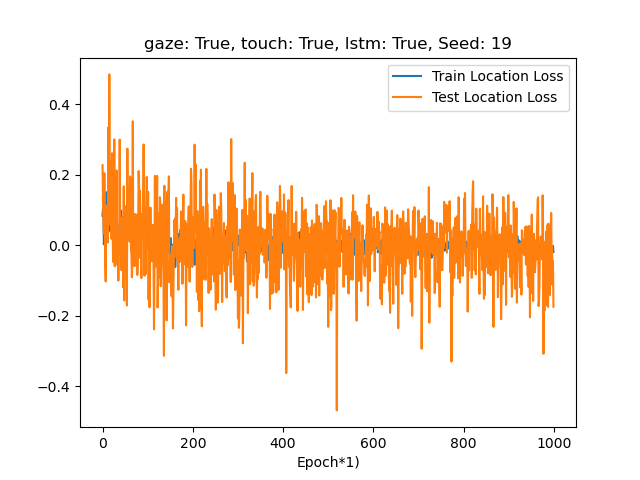 gaze: True, touch: True, lstm: True, Seed: 19
Train Location Loss
Test Location Loss
0.4
0.2
0.0
−0.2
−0.4
0 200 400 600 800 1000
Epoch*1)